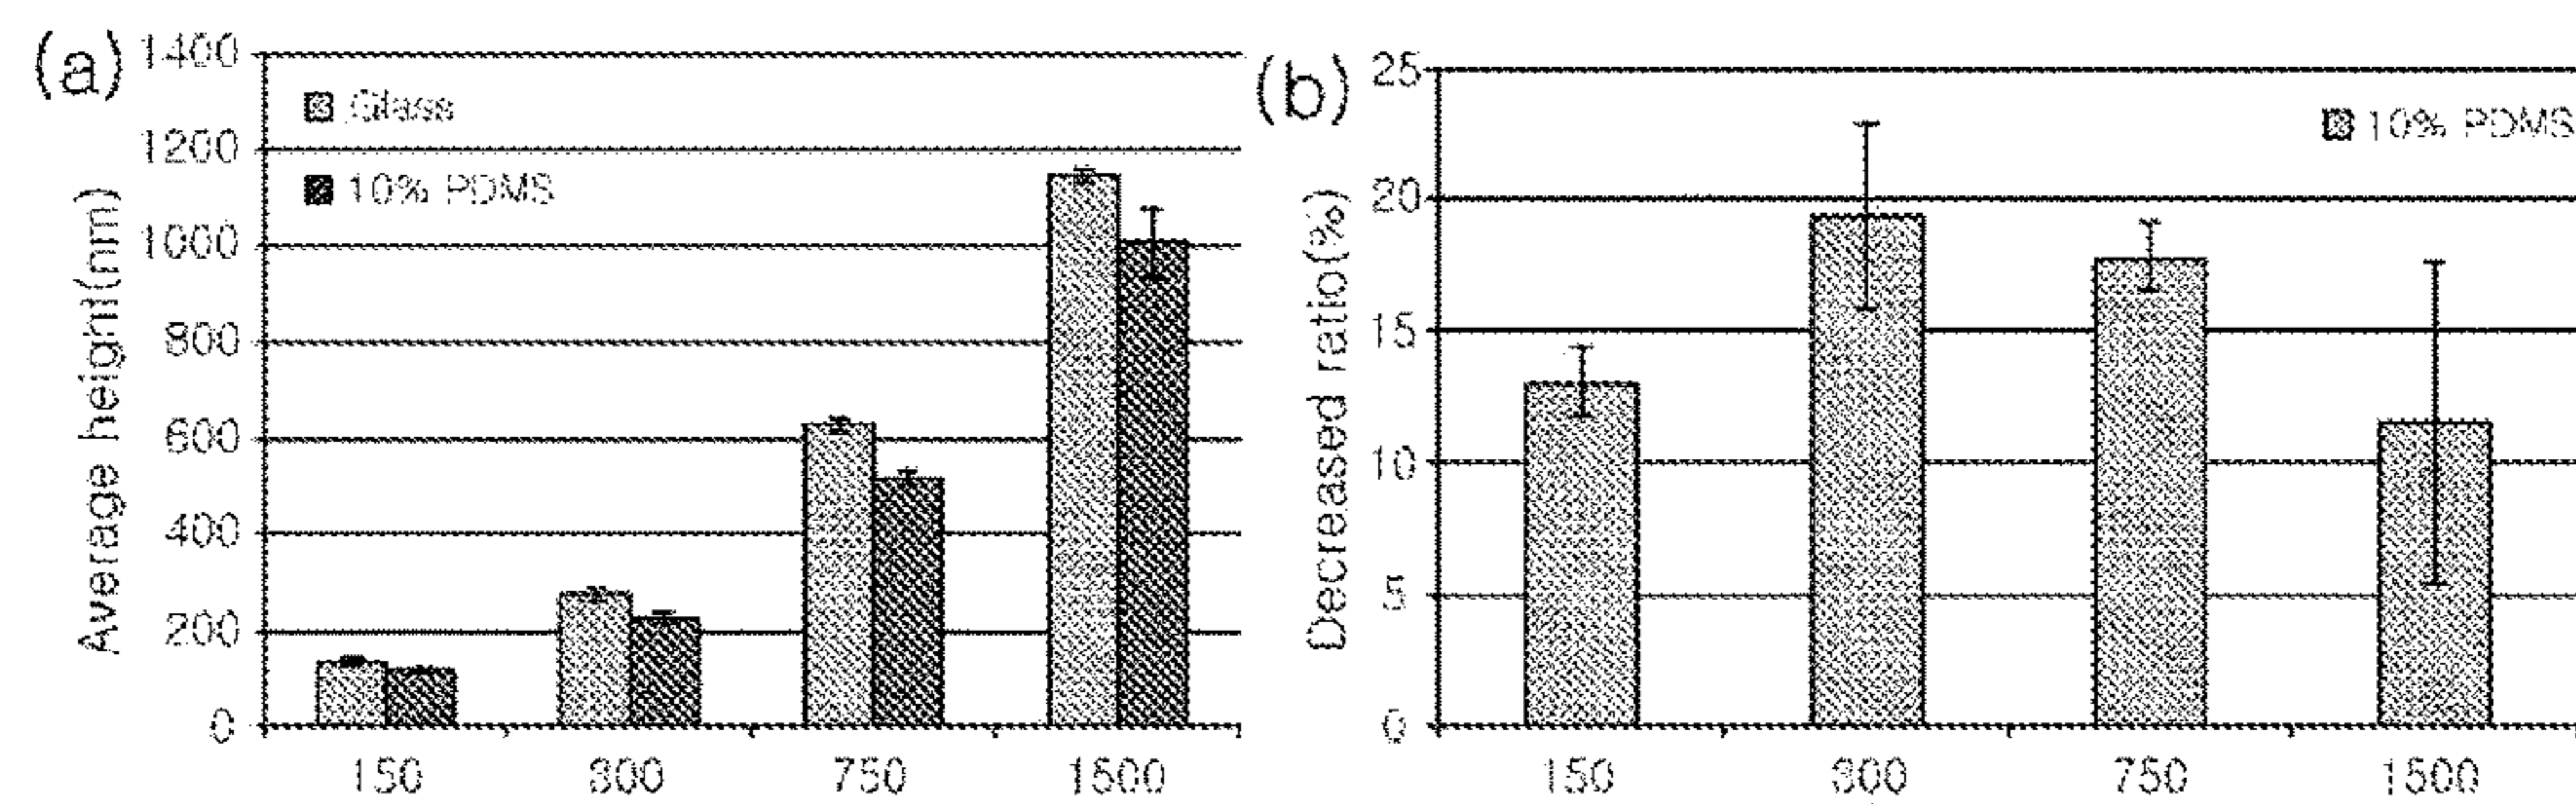 (a)
Average height(nm)
1400
1200
1000
800
600
400
200
0
Glass
10% PDMS
150 300 750 1500
(b)
Decreased ratio(%)
25
20
15
10
5
0
10% PDMS
150 300 750 1500